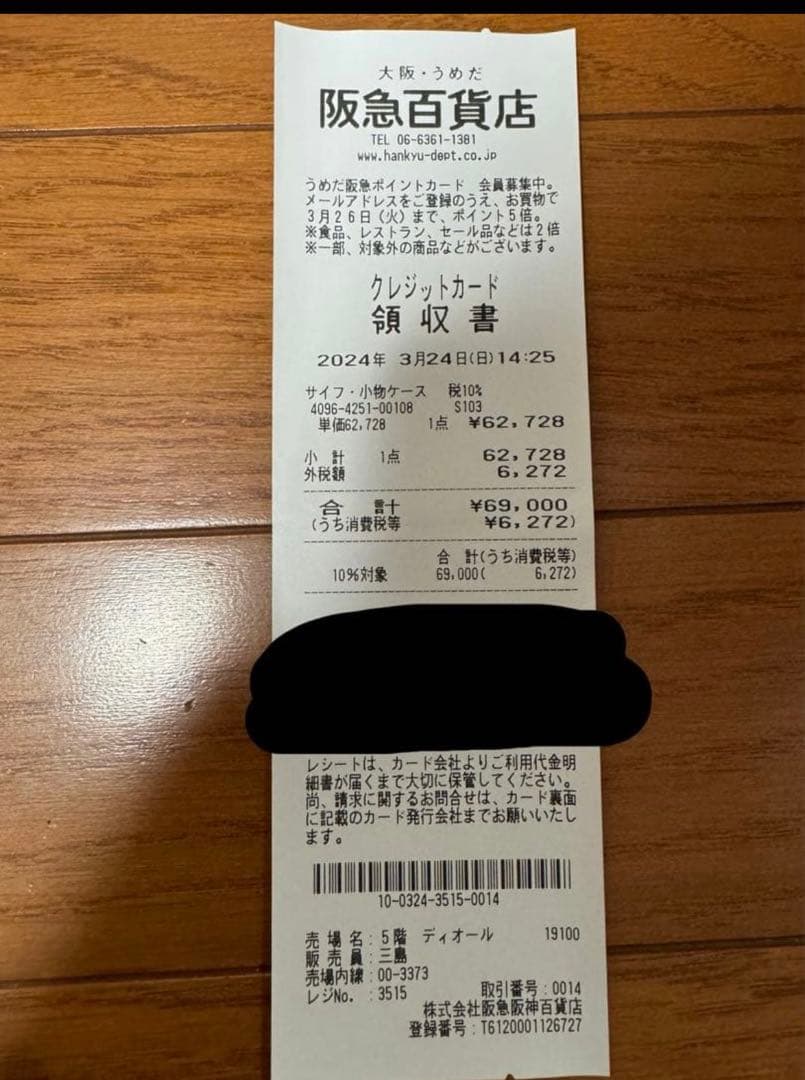 大阪・うめだ
阪急百貨店
TEL 06-6361-1381
www.hankyu-dept.co.jp
うめだ阪急ポイントカード 会員募集中。
メールアドレスをご登録のうえ、お買物で
3月26日(火)まで、ポイント5倍。
※食品、レストラン、セール品などは2倍
※一部、対象外の商品などがございます。
クレジットカード
領収書
2024年 3月24日(日)14:25
サイフ・小物ケース 税10%
4096-4251-00108 S103
単価62,728 1点 ¥62,728
小 計 1点 62,728
外税額 6,272
合 計 ¥69,000
(うち消費税等 ¥6,272)
合 計(うち消費税等)
10%対象 69,000( 6,272)
レシートは、カード会社よりご利用代金明
細書が届くまで大切に保管してください。
尚、請求に関するお問合せは、カード裏面
に記載のカード発行会社までお願いいたし
ます。
10-0324-3515-0014
売 場 名:5階 ディオール 19100
販 売 員:三島
売場内線:00-3373
レジNo. :3515 取引番号:0014
株式会社阪急阪神百貨店
登録番号:T6120001126727